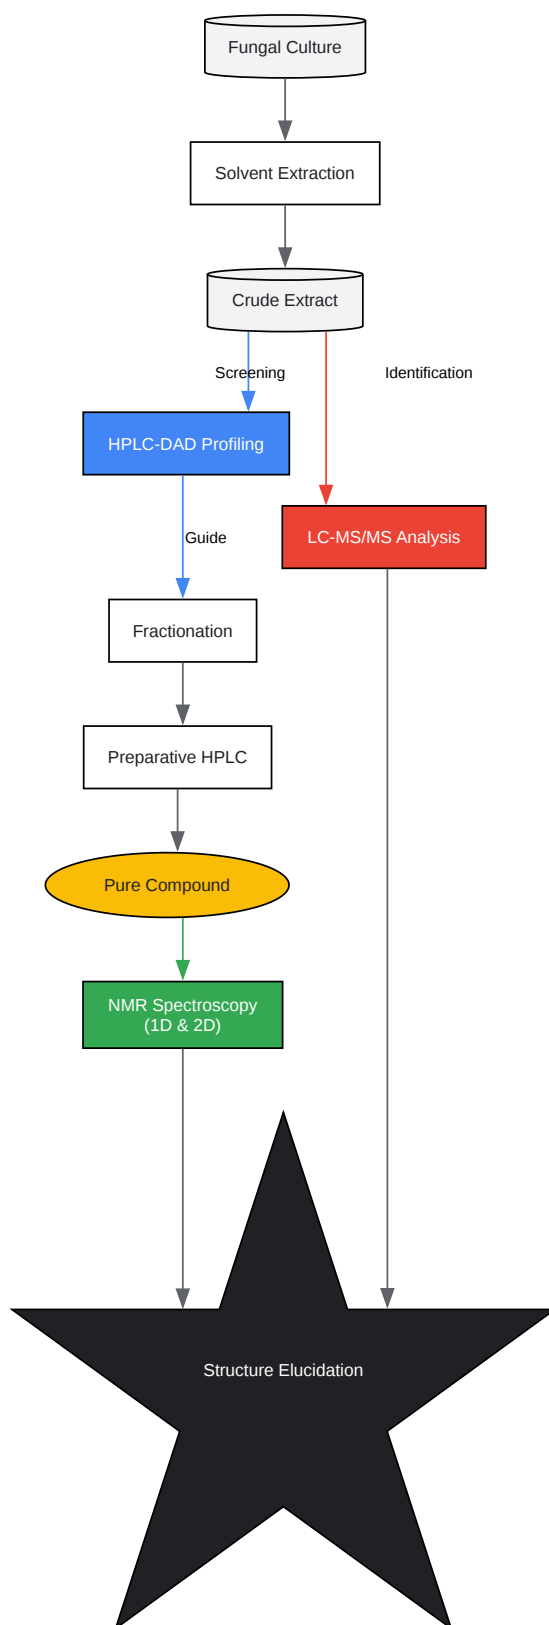 Fungal Culture
Solvent Extraction
Crude Extract
Screening
Identification
HPLC-DAD Profiling
LC-MS/MS Analysis
Guide
Fractionation
Preparative HPLC
Pure Compound
NMR Spectroscopy
(1D & 2D)
Structure Elucidation